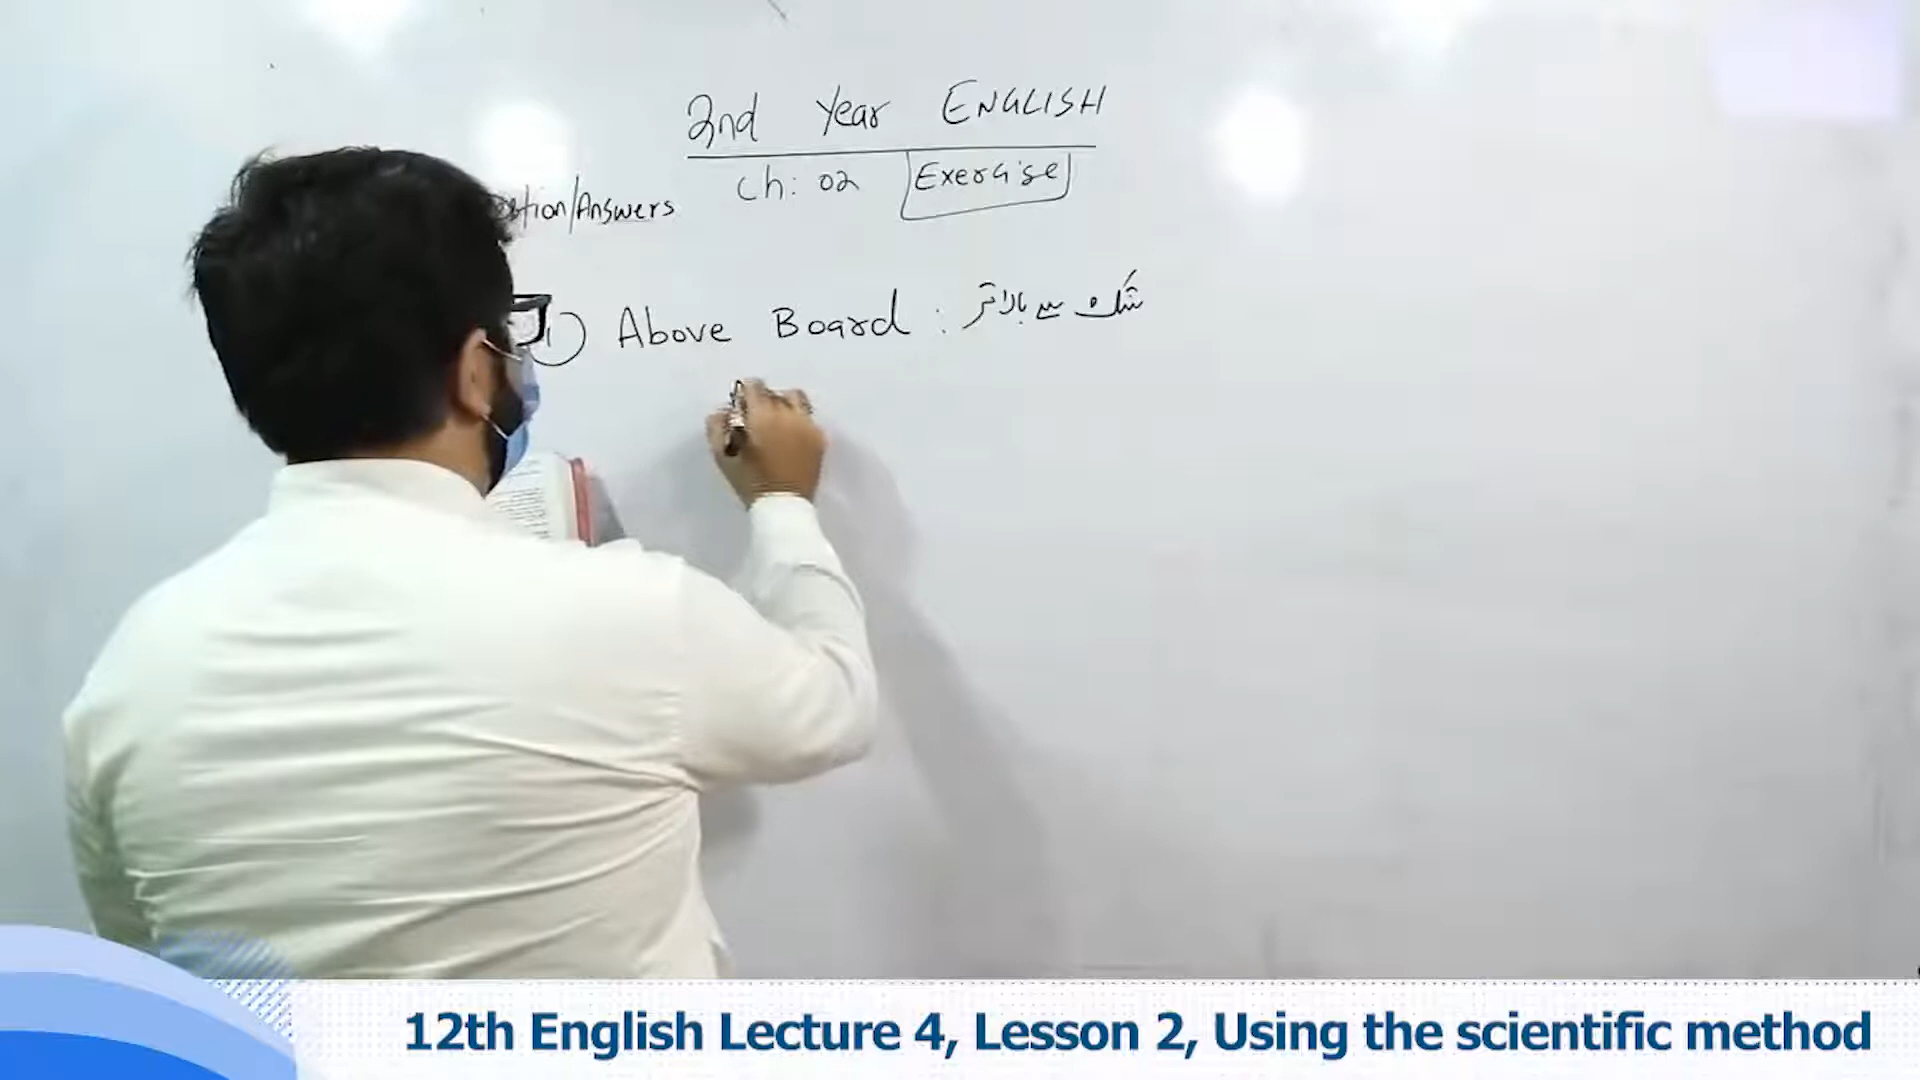 2nd Year ENGLISH
Ch: 02 Exercise
stion/Answers
1 Above Board : شک سے بالاتر
12th English Lecture 4, Lesson 2, Using the scientific method